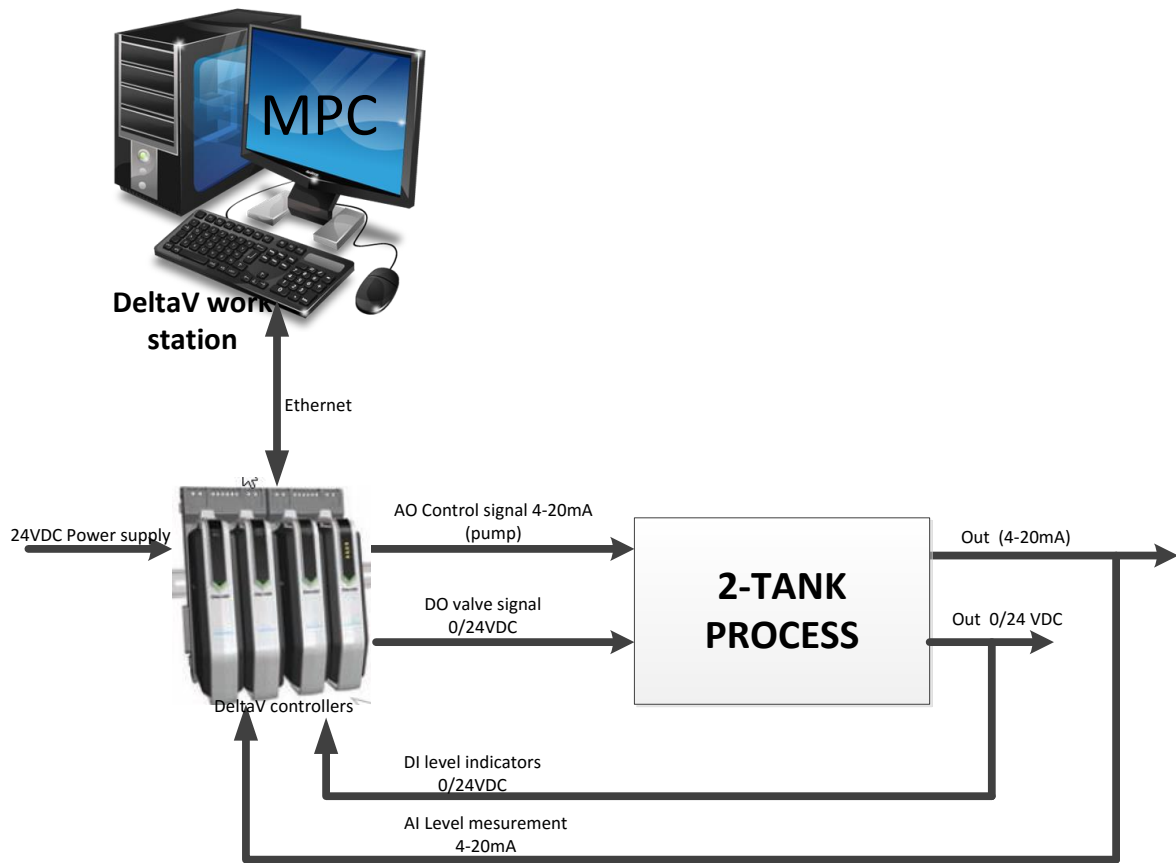 MPC
DeltaV work
station
Ethernet
24VDC Power supply
AO Control signal 4-20mA
(pump)
DO valve signal
0/24VDC
2-TANK
PROCESS
Out (4-20mA)
Out 0/24 VDC
DeltaV controllers
DI level indicators
0/24VDC
AI Level mesurement
4-20mA